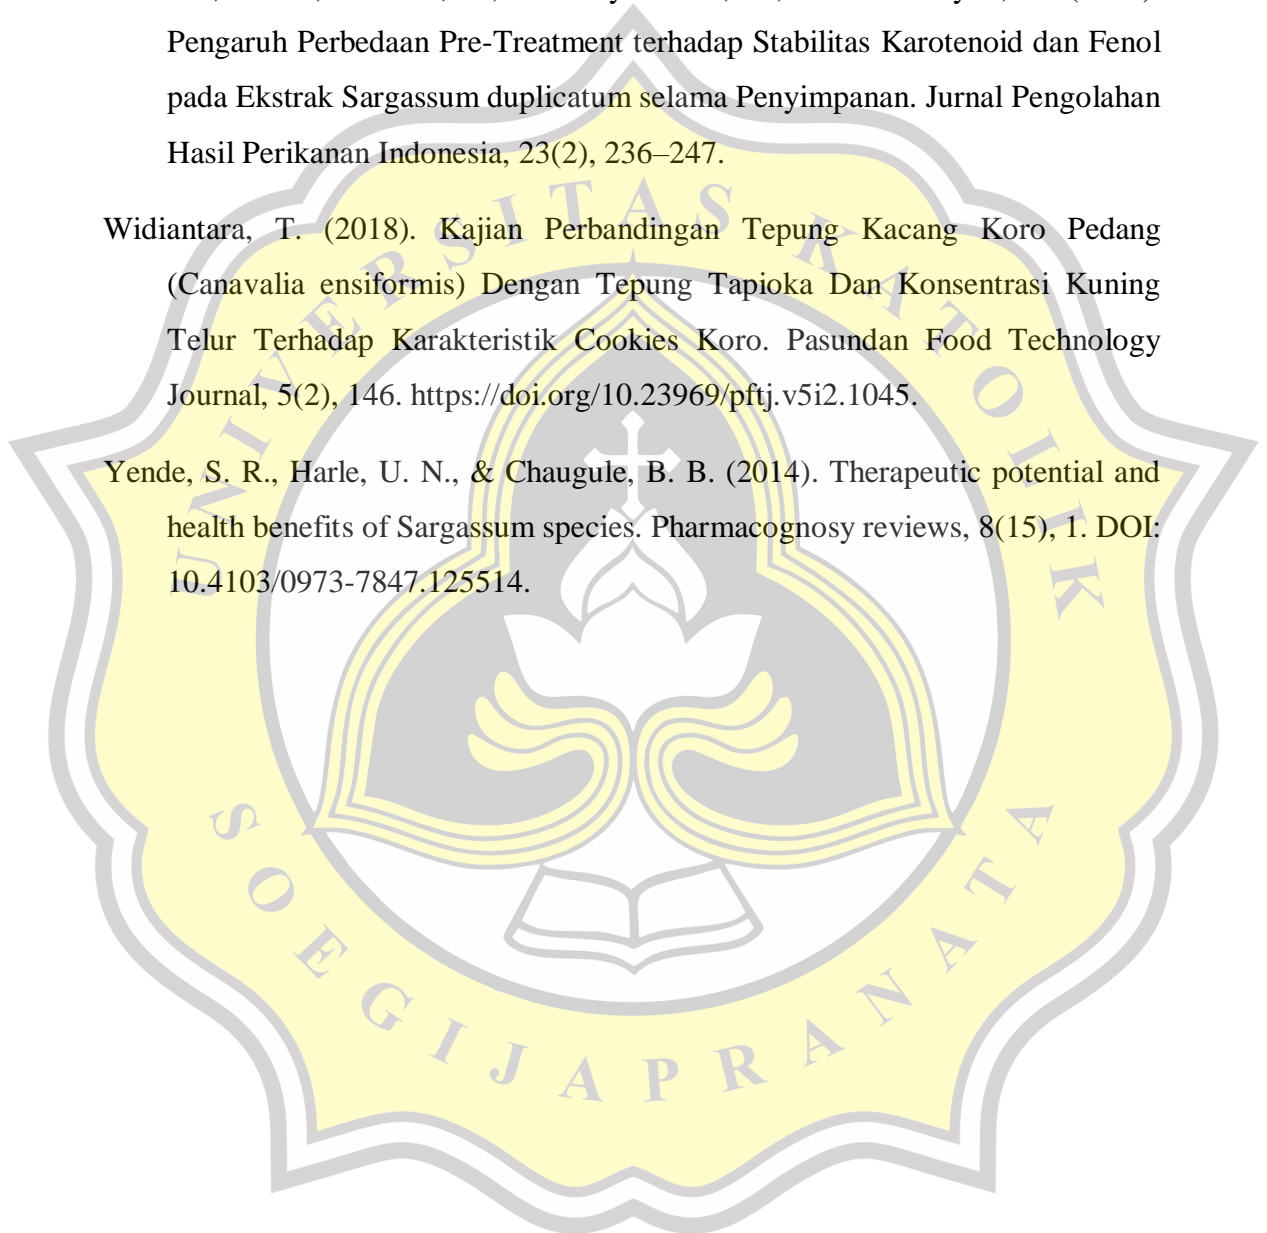 Pengaruh Perbedaan Pre-Treatment terhadap Stabilitas Karotenoid dan Fenol
pada Ekstrak Sargassum duplicatum selama Penyimpanan. Jurnal Pengolahan
Hasil Perikanan Indonesia, 23(2), 236–247.
Widiantara, T. (2018). Kajian Perbandingan Tepung Kacang Koro Pedang
(Canavalia ensiformis) Dengan Tepung Tapioka Dan Konsentrasi Kuning
Telur Terhadap Karakteristik Cookies Koro. Pasundan Food Technology
Journal, 5(2), 146. https://doi.org/10.23969/pftj.v5i2.1045.
Yende, S. R., Harle, U. N., & Chaugule, B. B. (2014). Therapeutic potential and
health benefits of Sargassum species. Pharmacognosy reviews, 8(15), 1. DOI:
10.4103/0973-7847.125514.
UNIVERSITAS KATOLIK
SOEGIJAPRANATA